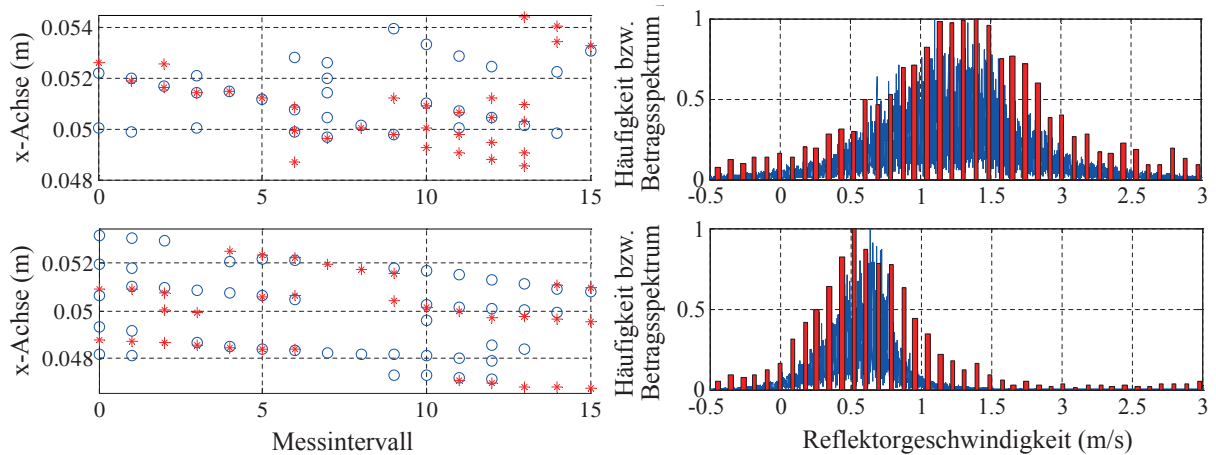 0.054
0.052
0.05
0.048
x-Achse (m)
0 5 10 15
1
0.5
0
Häufigkeit bzw.
Betragsspektrum
-0.5 0 0.5 1 1.5 3 2.5 3
0.052
0.05
0.048
x-Achse (m)
0 5 10 15
Messintervall
1
0.5
0
Häufigkeit bzw.
Betragsspektrum
-0.5 0 0.5 1 1.5 3 2.5 3
Reflektorgeschwindigkeit (m/s)